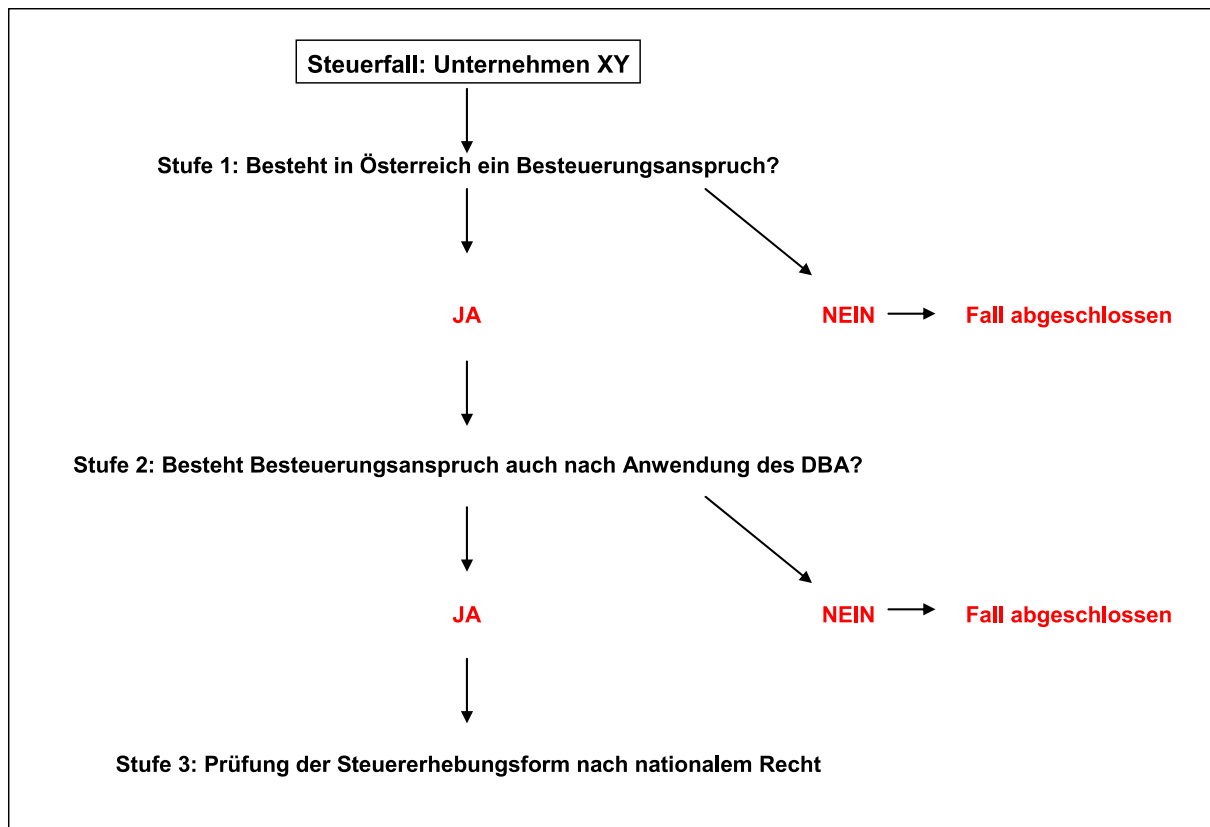 Steuerfall: Unternehmen XY
Stufe 1: Besteht in Österreich ein Besteuerungsanspruch?
JA
NEIN
Fall abgeschlossen
Stufe 2: Besteht Besteuerungsanspruch auch nach Anwendung des DBA?
JA
NEIN
Fall abgeschlossen
Stufe 3: Prüfung der Steuererhebungsform nach nationalem Recht